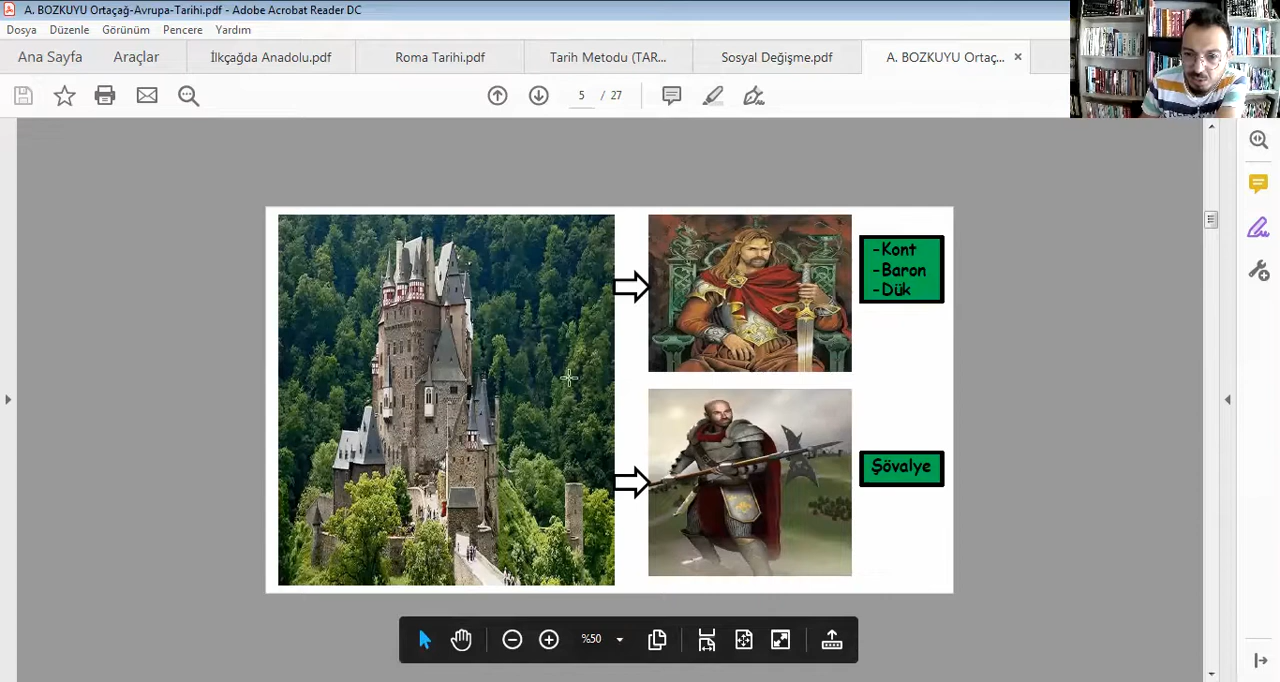 A. BOZKUYU Ortaçağ-Avrupa-Tarihi.pdf - Adobe Acrobat Reader DC
Dosya Düzenle Görünüm Pencere Yardım
Ana Sayfa Araçlar İlkçağda Anadolu.pdf Roma Tarihi.pdf Tarih Metodu (TAR... Sosyal Değişme.pdf A. BOZKUYU Ortaç... ×
5 / 27
-Kont
-Baron
-Dük
Şövalye
%50